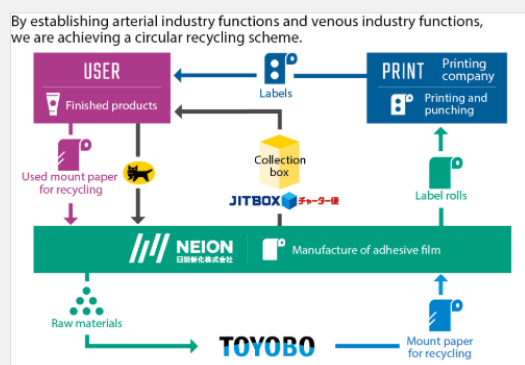 By establishing arterial industry functions and venous industry functions,
we are achieving a circular recycling scheme.
USER
Finished products
Labels
PRINT
Printing
company
Printing and
punching
Used mount paper
for recycling
Collection
box
JITBOX チャーター便
Label rolls
NEION
日榮新化株式会社
Manufacture of adhesive film
Raw materials
TOYOBO
Mount paper
for recycling